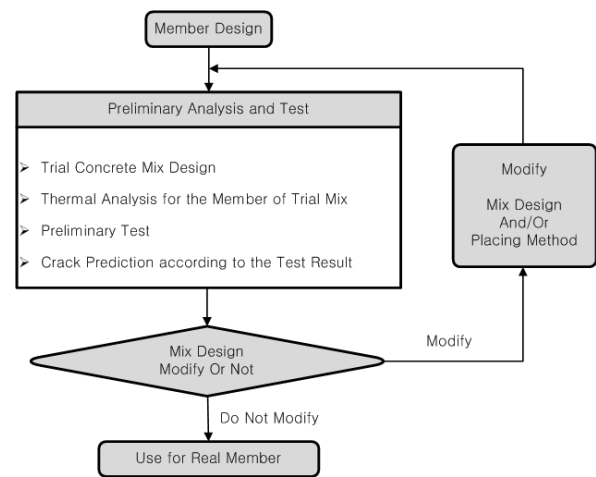 Member Design
Preliminary Analysis and Test
➢ Trial Concrete Mix Design
➢ Thermal Analysis for the Member of Trial Mix
➢ Preliminary Test
➢ Crack Prediction according to the Test Result
Modify
Mix Design
And/Or
Placing Method
Mix Design
Modify Or Not
Modify
Do Not Modify
Use for Real Member